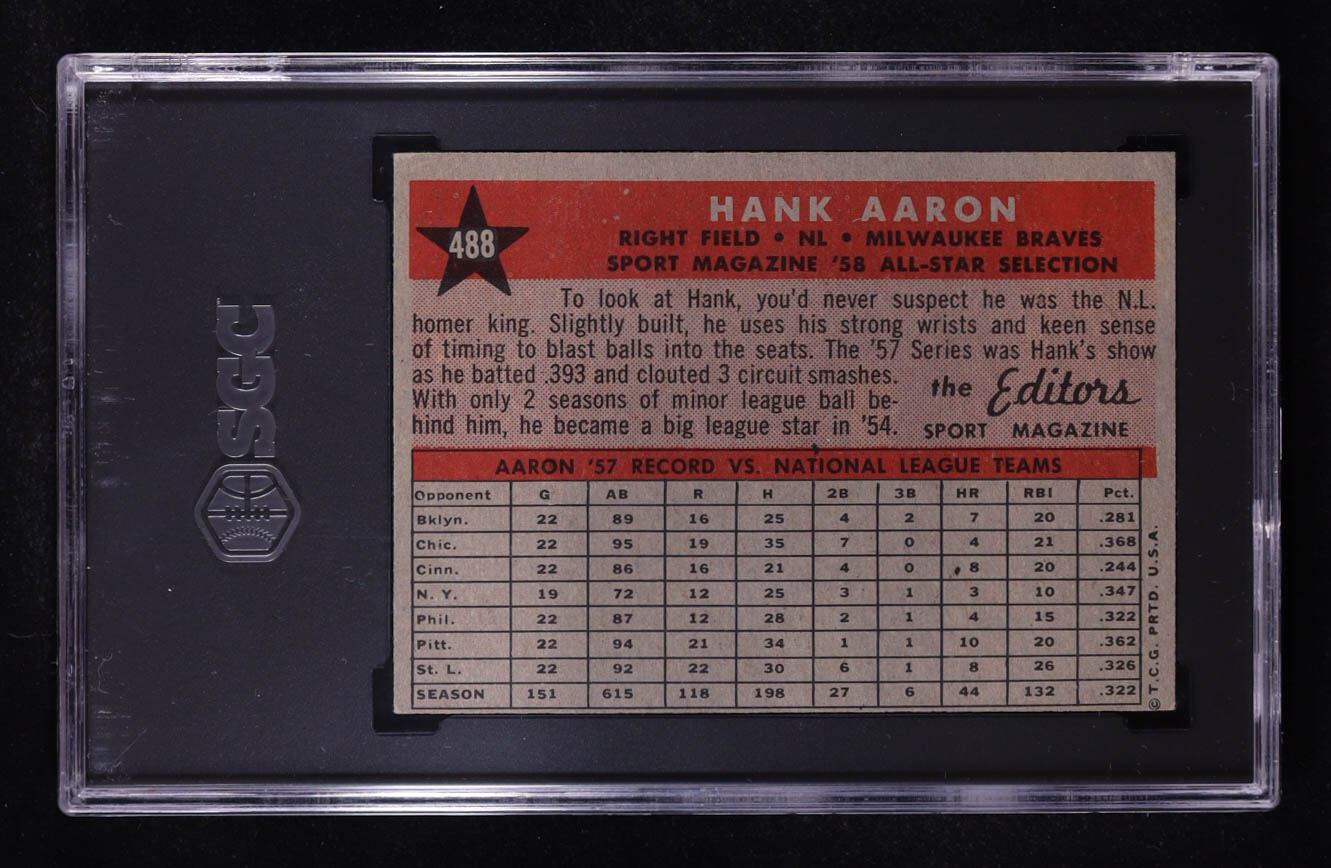 SGC
488
HANK AARON
RIGHT FIELD • NL • MILWAUKEE BRAVES
SPORT MAGAZINE '58 ALL-STAR SELECTION
To look at Hank, you'd never suspect he was the N.L.
homer king. Slightly built, he uses his strong wrists and keen sense
of timing to blast balls into the seats. The '57 Series was Hank's show
as he batted .393 and clouted 3 circuit smashes.
With only 2 seasons of minor league ball be-
hind him, he became a big league star in '54.
the Editors
SPORT MAGAZINE
AARON '57 RECORD VS. NATIONAL LEAGUE TEAMS
Opponent G AB R H 2B 3B HR RBI Pct.
Bklyn. 22 89 16 25 4 2 7 20 .281
Chic. 22 95 19 35 7 0 4 21 .368
Cinn. 22 86 16 21 4 0 8 20 .244
N. Y. 19 72 12 25 3 1 3 10 .347
Phil. 22 87 12 28 2 1 4 15 .322
Pitt. 22 94 21 34 1 1 10 20 .362
St. L. 22 92 22 30 6 1 8 26 .326
SEASON 151 615 118 198 27 6 44 132 .322
©T.C.G. PRTD. U.S.A.